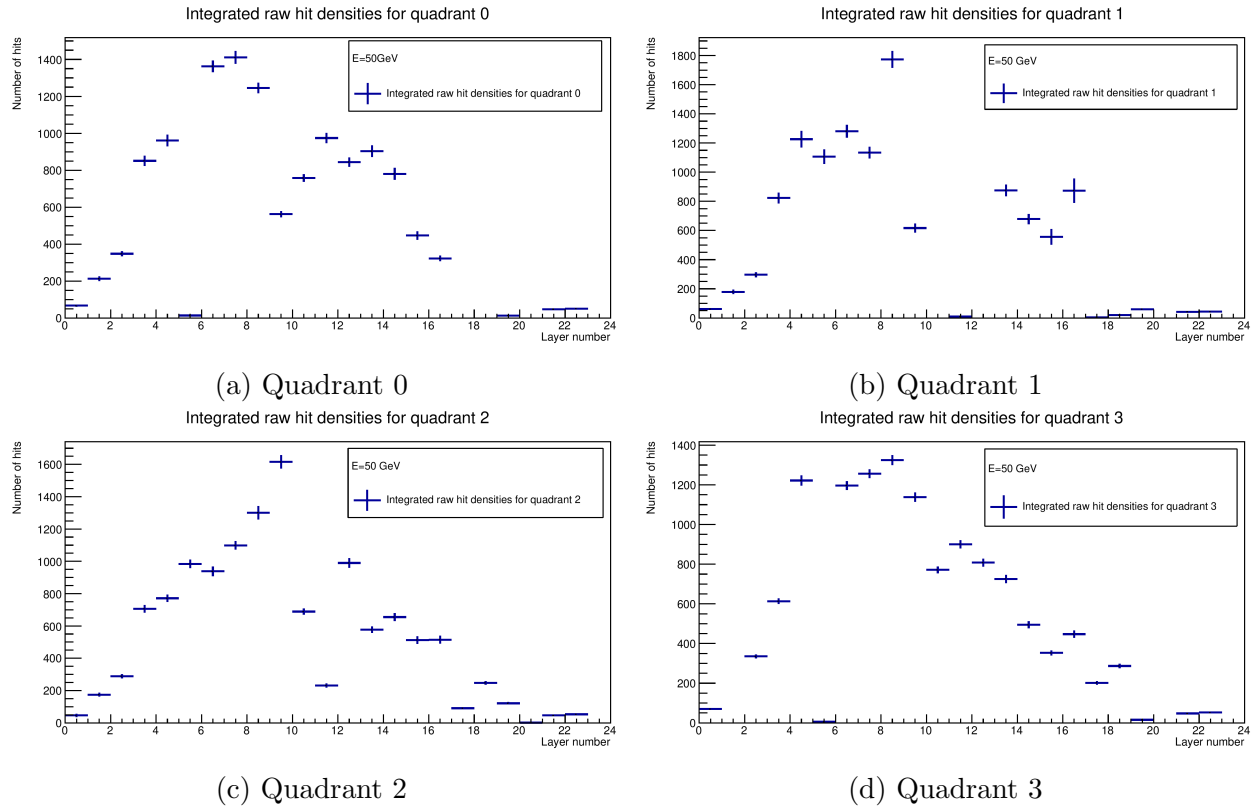 Integrated raw hit densities for quadrant 0
Number of hits
1400
1200
1000
800
600
400
200
0
E=50GeV
Integrated raw hit densities for quadrant 0
0 2 4 6 8 10 12 14 16 18 20 22 24
Layer number
(a) Quadrant 0
Integrated raw hit densities for quadrant 1
Number of hits
1800
1600
1400
1200
1000
800
600
400
200
0
E=50 GeV
Integrated raw hit densities for quadrant 1
0 2 4 6 8 10 12 14 16 18 20 22 24
Layer number
(b) Quadrant 1
Integrated raw hit densities for quadrant 2
Number of hits
1600
1400
1200
1000
800
600
400
200
0
E=50 GeV
Integrated raw hit densities for quadrant 2
0 2 4 6 8 10 12 14 16 18 20 22 24
Layer number
(c) Quadrant 2
Integrated raw hit densities for quadrant 3
Number of hits
1400
1200
1000
800
600
400
200
0
E=50 GeV
Integrated raw hit densities for quadrant 3
0 2 4 6 8 10 12 14 16 18 20 22 24
Layer number
(d) Quadrant 3